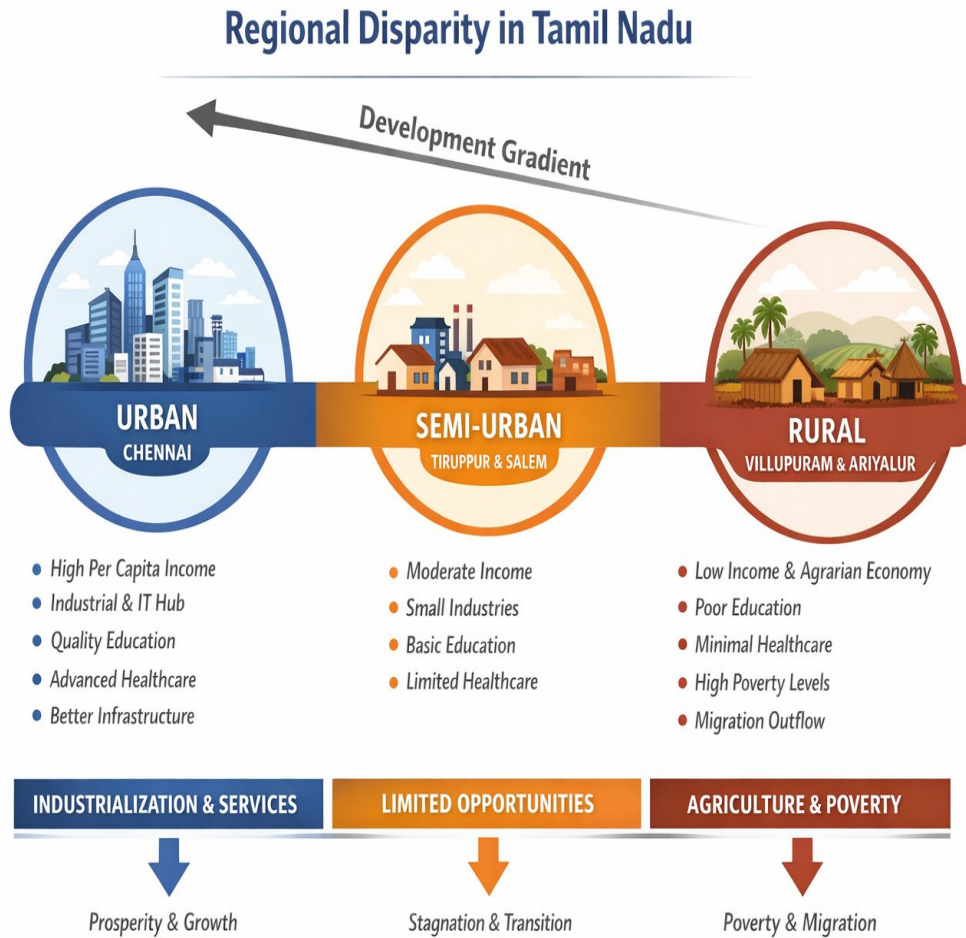 Regional Disparity in Tamil Nadu
Development Gradient
URBAN
CHENNAI
SEMI-URBAN
TIRUPPUR & SALEM
RURAL
VILLUPURAM & ARIYALUR
High Per Capita Income
Industrial & IT Hub
Quality Education
Advanced Healthcare
Better Infrastructure
Moderate Income
Small Industries
Basic Education
Limited Healthcare
Low Income & Agrarian Economy
Poor Education
Minimal Healthcare
High Poverty Levels
Migration Outflow
INDUSTRIALIZATION & SERVICES
LIMITED OPPORTUNITIES
AGRICULTURE & POVERTY
Prosperity & Growth
Stagnation & Transition
Poverty & Migration